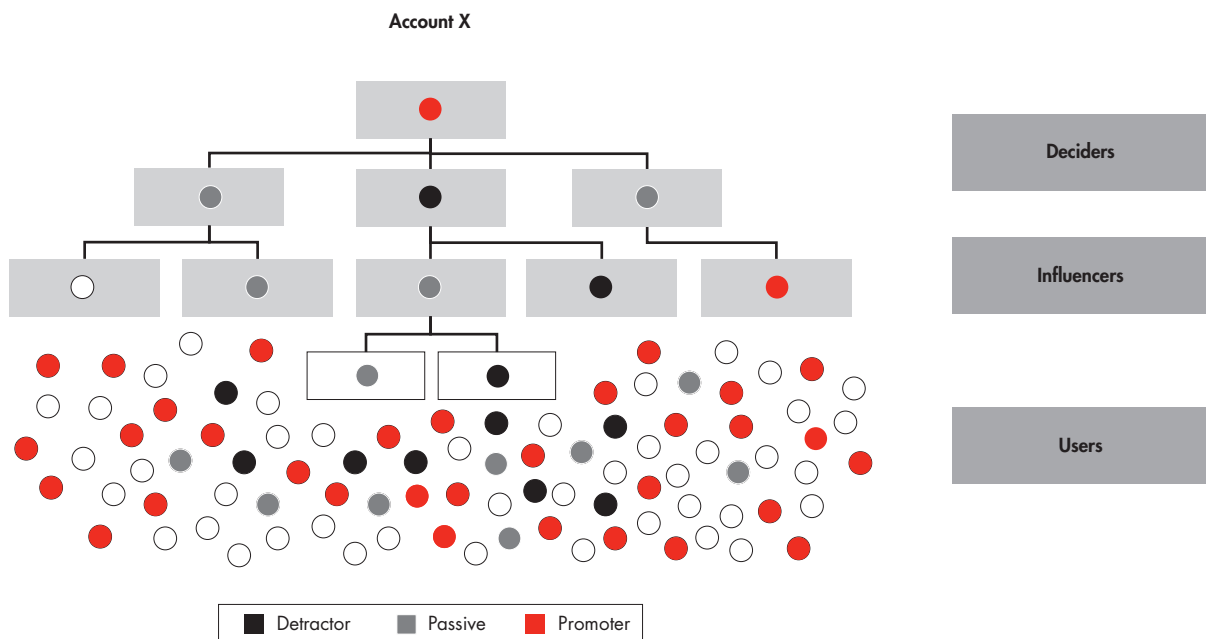 Account X
Deciders
Influencers
Users
Detractor
Passive
Promoter